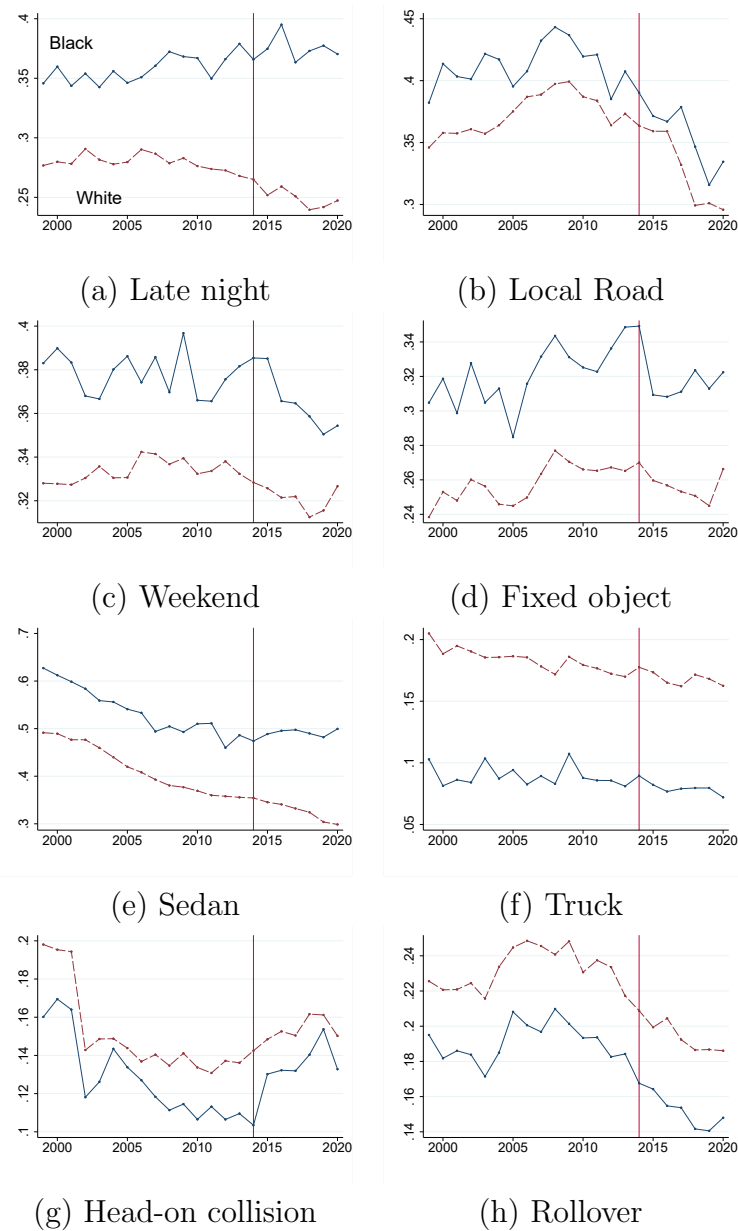 .4
.35
.3
.25
Black
White
2000 2005 2010 2015 2020
(a) Late night
.45
.4
.35
.3
2000 2005 2010 2015 2020
(b) Local Road
.4
.38
.36
.34
.32
2000 2005 2010 2015 2020
(c) Weekend
.34
.32
.3
.28
.26
.24
2000 2005 2010 2015 2020
(d) Fixed object
.7
.6
.5
.4
.3
2000 2005 2010 2015 2020
(e) Sedan
.2
.15
.1
.05
2000 2005 2010 2015 2020
(f) Truck
.2
.18
.16
.14
.12
.1
2000 2005 2010 2015 2020
(g) Head-on collision
.24
.22
.2
.18
.16
.14
2000 2005 2010 2015 2020
(h) Rollover